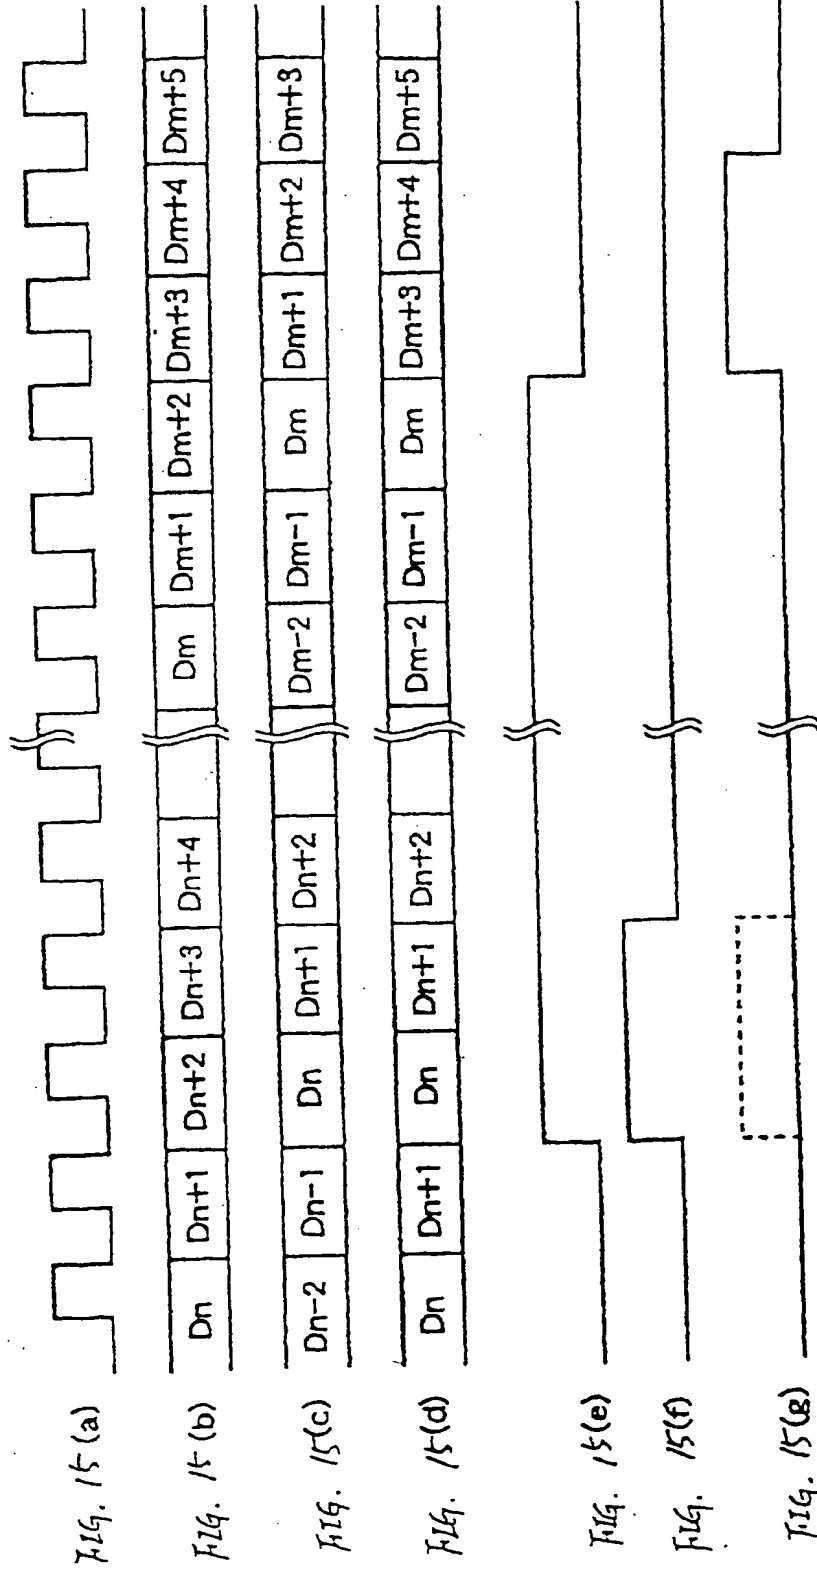 FIG. 15(a)
FIG. 15(b) Dn Dn+1 Dn+2 Dn+3 Dn+4 Dm Dm+1 Dm+2 Dm+3 Dm+4 Dm+5
FIG. 15(c) Dn-2 Dn-1 Dn Dn+1 Dn+2 Dm-2 Dm-1 Dm Dm+1 Dm+2 Dm+3
FIG. 15(d) Dn Dn+1 Dn Dn+1 Dn+2 Dm-2 Dm-1 Dm Dm+3 Dm+4 Dm+5
FIG. 15(e)
FIG. 15(f)
FIG. 15(g)